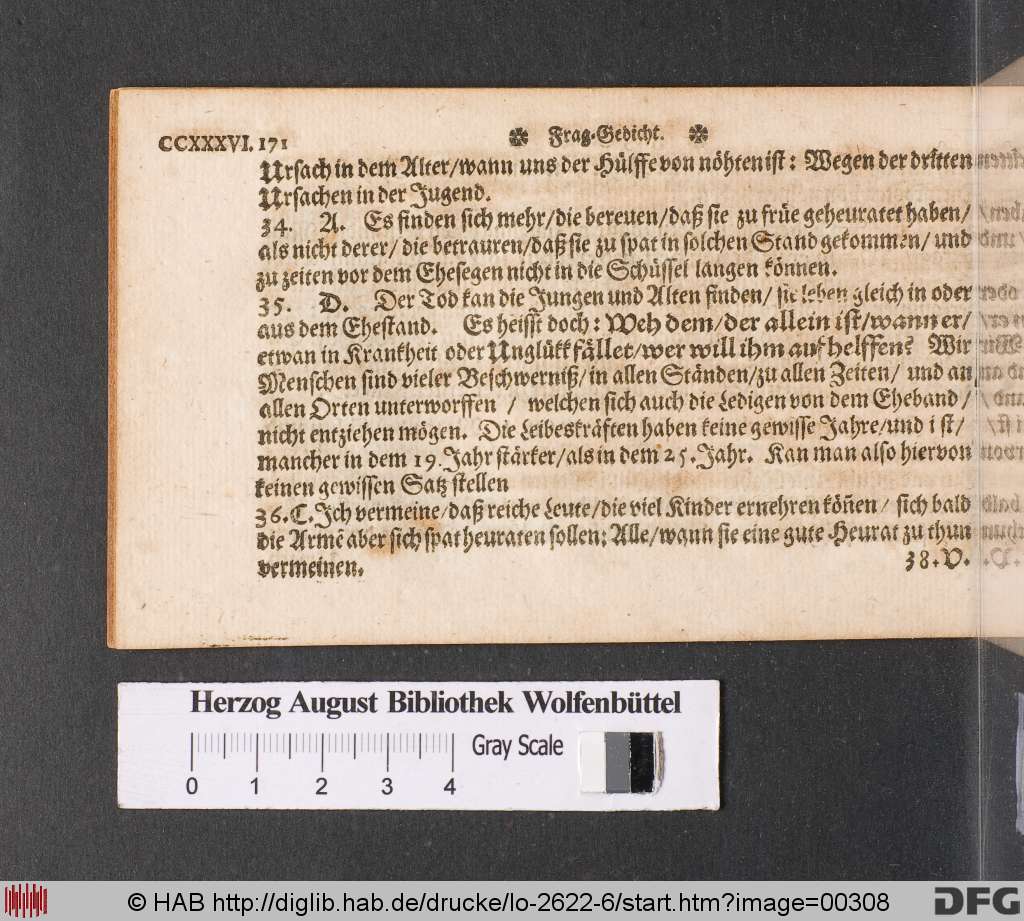 CCXXXVI. 171 ✽ Frag-Gedicht. ✽
Ursach in dem Alter/wann uns der Hülffe von nöhten ist: Wegen der dritten
Ursachen in der Jugend.
34. A. Es finden sich mehr/die bereuen/daß sie zu früe geheuratet haben/
als nicht derer/ die betrauren/daß sie zu spat in solchen Stand gekommen/ und
zu zeiten vor dem Ehesegen nicht in die Schüssel langen können.
35. D. Der Tod kan die Jungen und Alten finden/ sie leben gleich in oder
aus dem Ehestand. Es heisst doch: Weh dem/der allein ist/wann er/
etwan in Krankheit oder Unglükk fället/wer will ihm auf helffen? Wir
Menschen sind vieler Beschwerniß/in allen Ständen/zu allen Zeiten/ und an
allen Orten unterworffen / welchen sich auch die Ledigen von dem Eheband/
nicht entziehen mögen. Die Leibeskräften haben keine gewisse Jahre/und ist/
mancher in dem 19. Jahr stärker/als in dem 25. Jahr. Kan man also hiervon
keinen gewissen Satz stellen
36. C. Ich vermeine/daß reiche Leute/die viel Kinder ernehren köñen/ sich bald
die Armē aber sich spat heuraten sollen: Alle/wann sie eine gute Heurat zu thun
vermeinen. 38. V.
Herzog August Bibliothek Wolfenbüttel
0 1 2 3 4 Gray Scale
© HAB http://diglib.hab.de/drucke/lo-2622-6/start.htm?image=00308 DFG